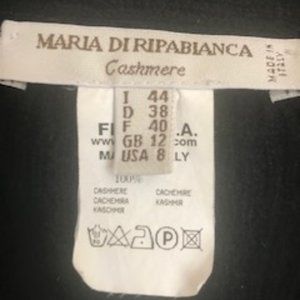 MARIA DI RIPABIANCA
Cashmere
MADE IN
ITALY
I 44
D 38
F 40
GB 12
USA 8
100%
CASHMERE CACHEMIRE
CACHEMIRA KASHMIR
KASCHMIR